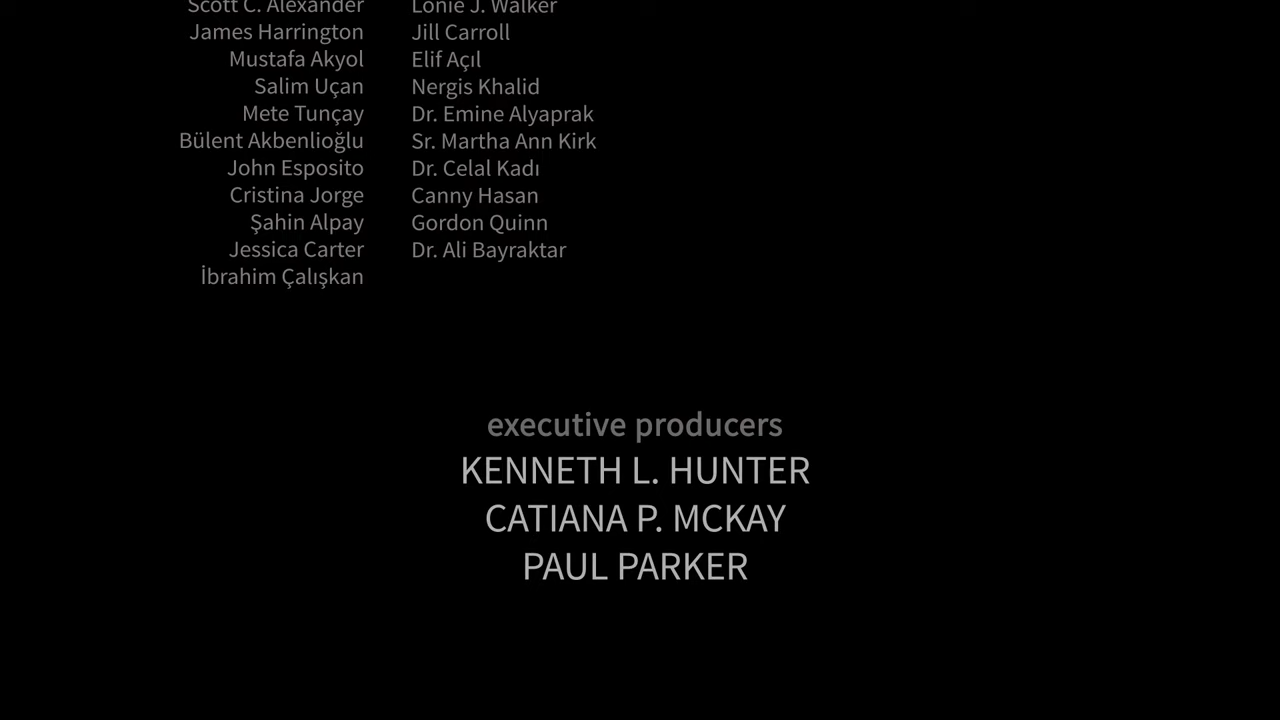 Scott C. Alexander Lonie J. Walker
James Harrington Jill Carroll
Mustafa Akyol Elif Açıl
Salim Uçan Nergis Khalid
Mete Tunçay Dr. Emine Alyaprak
Bülent Akbenlioğlu Sr. Martha Ann Kirk
John Esposito Dr. Celal Kadı
Cristina Jorge Canny Hasan
Şahin Alpay Gordon Quinn
Jessica Carter Dr. Ali Bayraktar
İbrahim Çalışkan
executive producers
KENNETH L. HUNTER
CATIANA P. MCKAY
PAUL PARKER